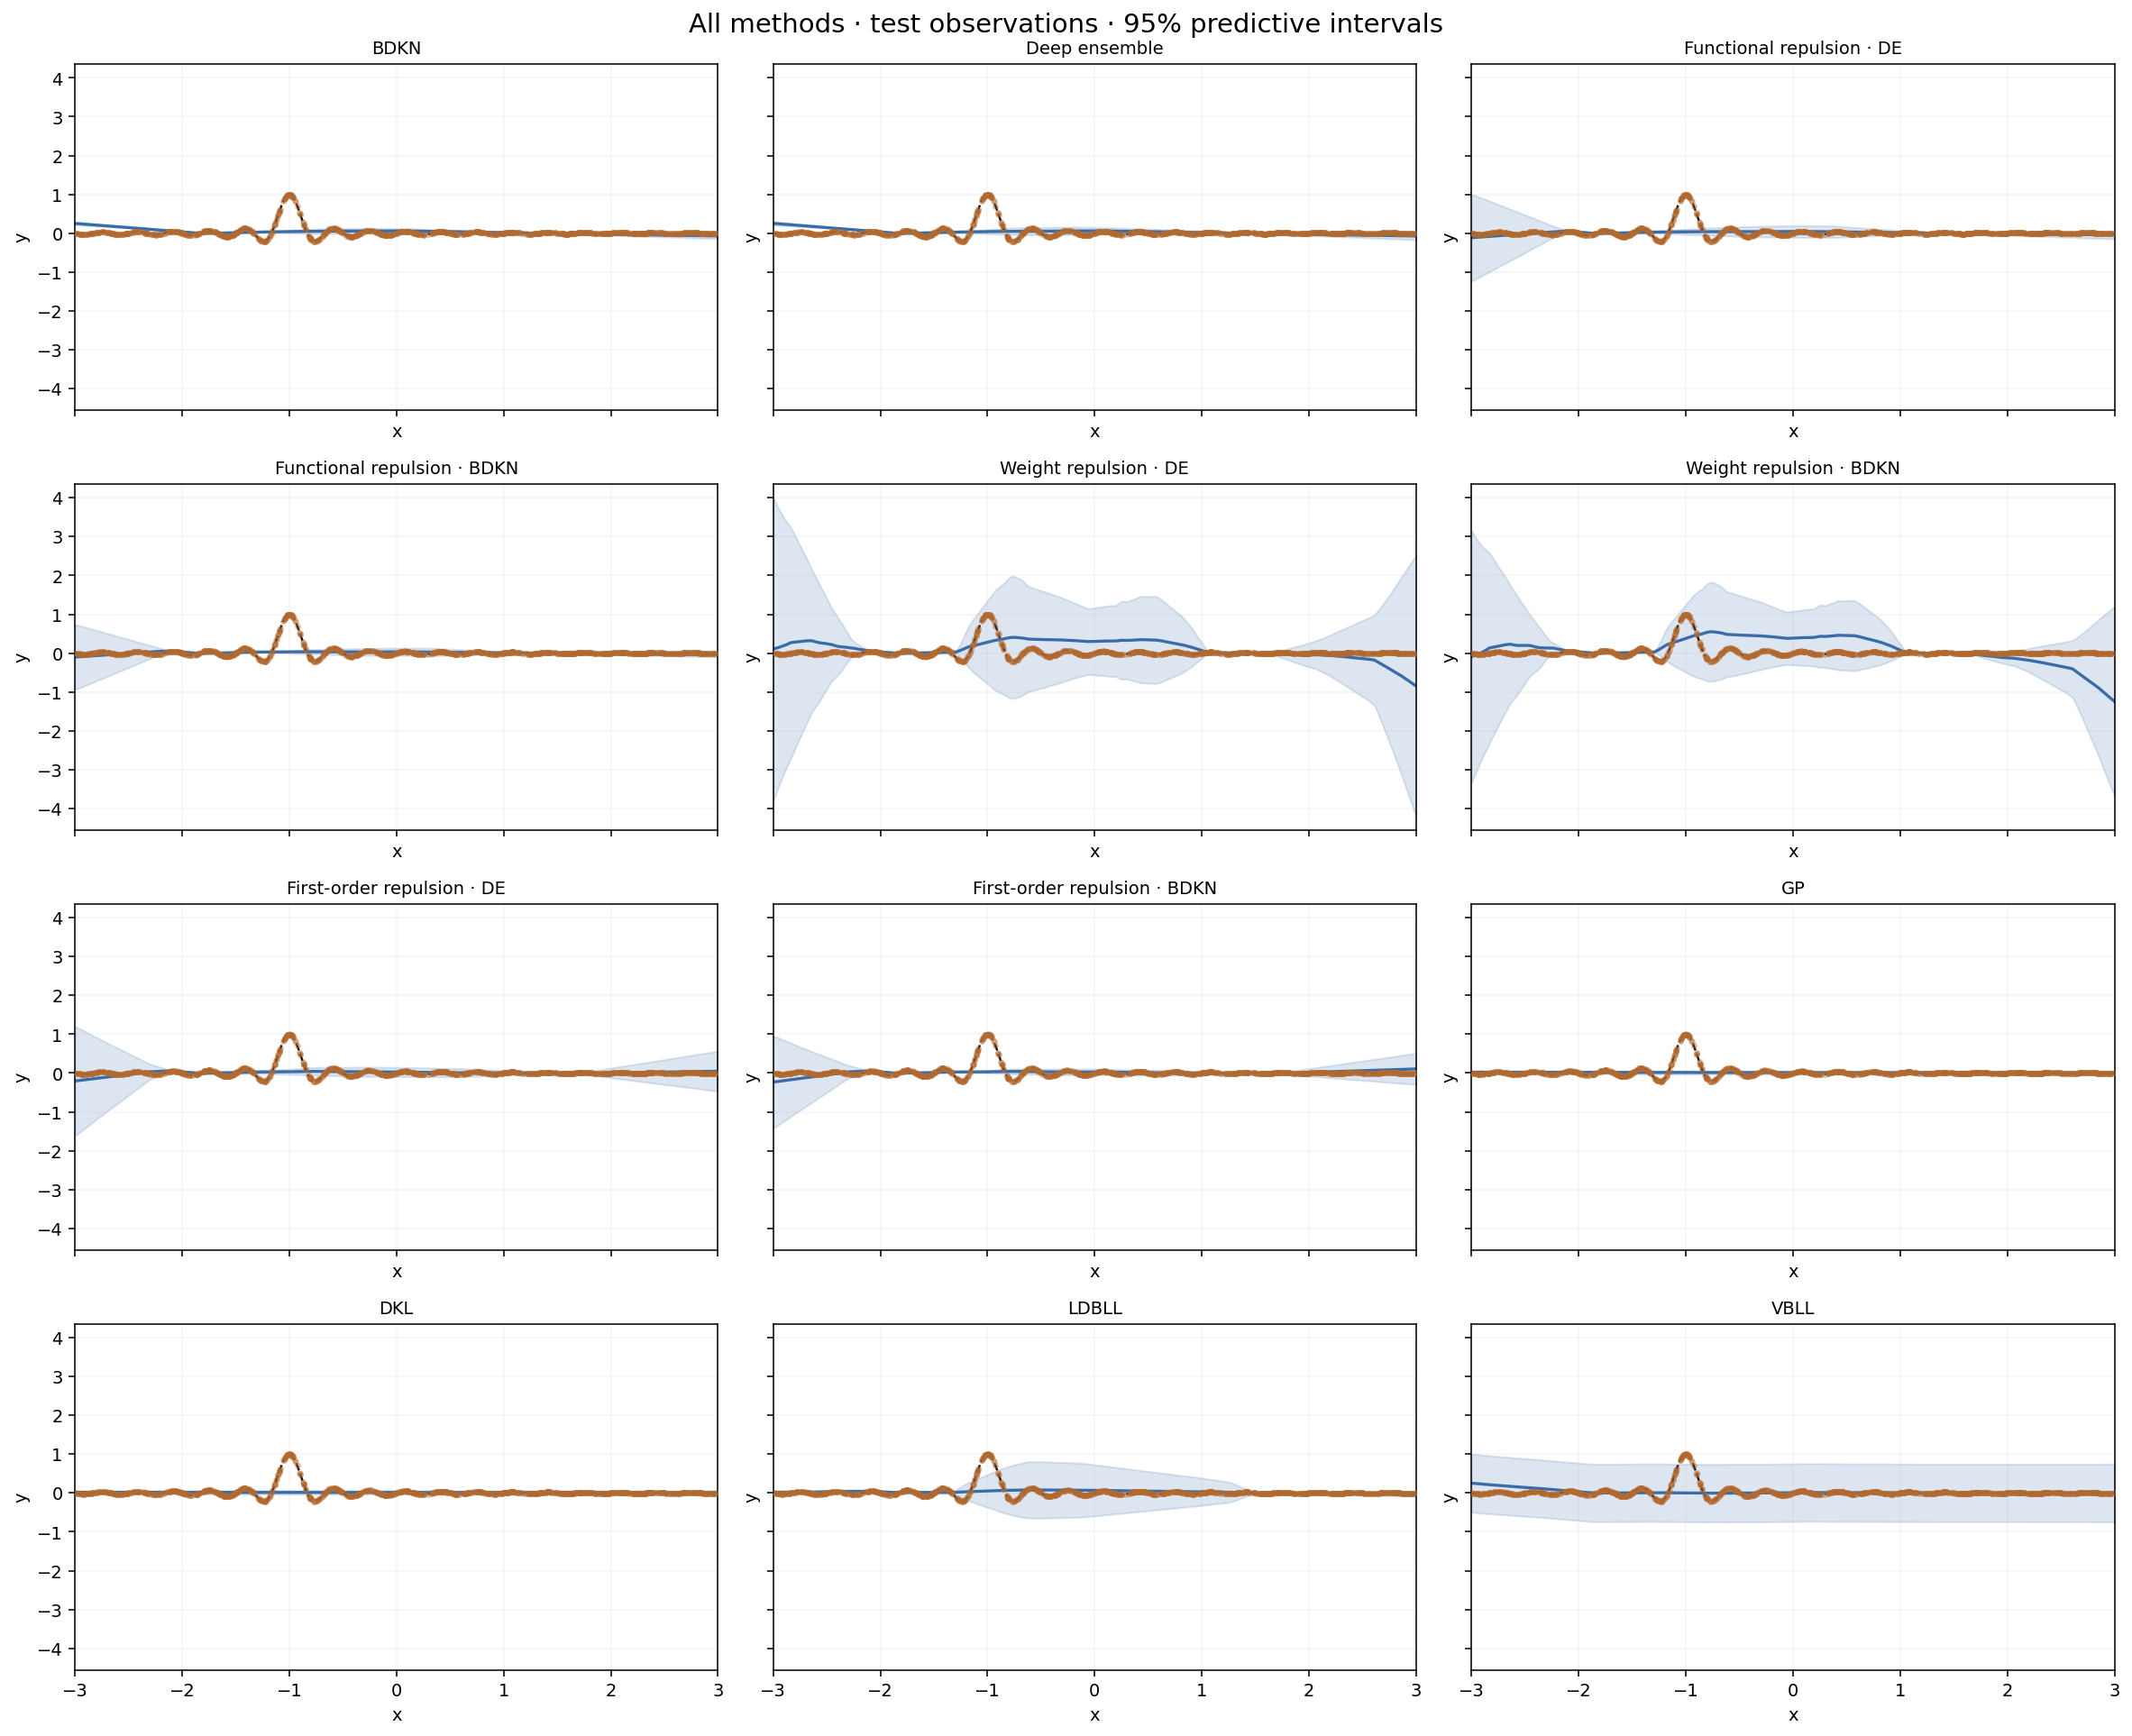 All methods · test observations · 95% predictive intervals
BDKN
Deep ensemble
Functional repulsion · DE
4
3
2
1
0
−1
−2
−3
−4
y
y
y
x
x
x
Functional repulsion · BDKN
Weight repulsion · DE
Weight repulsion · BDKN
4
3
2
1
0
−1
−2
−3
−4
y
y
y
x
x
x
First-order repulsion · DE
First-order repulsion · BDKN
GP
4
3
2
1
0
−1
−2
−3
−4
y
y
y
x
x
x
DKL
LDBLL
VBLL
4
3
2
1
0
−1
−2
−3
−4
y
y
y
−3 −2 −1 0 1 2 3
−3 −2 −1 0 1 2 3
−3 −2 −1 0 1 2 3
x
x
x